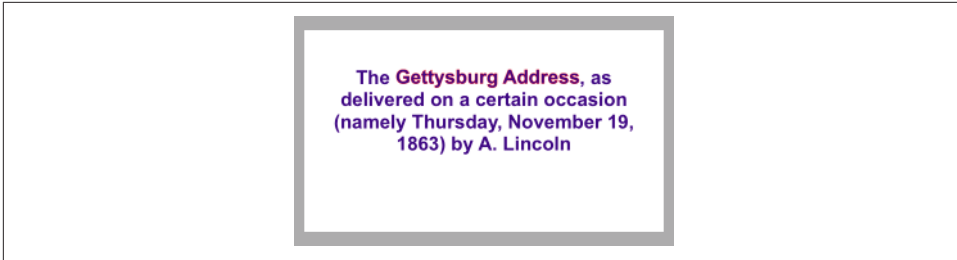 The Gettysburg Address, as
delivered on a certain occasion
(namely Thursday, November 19,
1863) by A. Lincoln